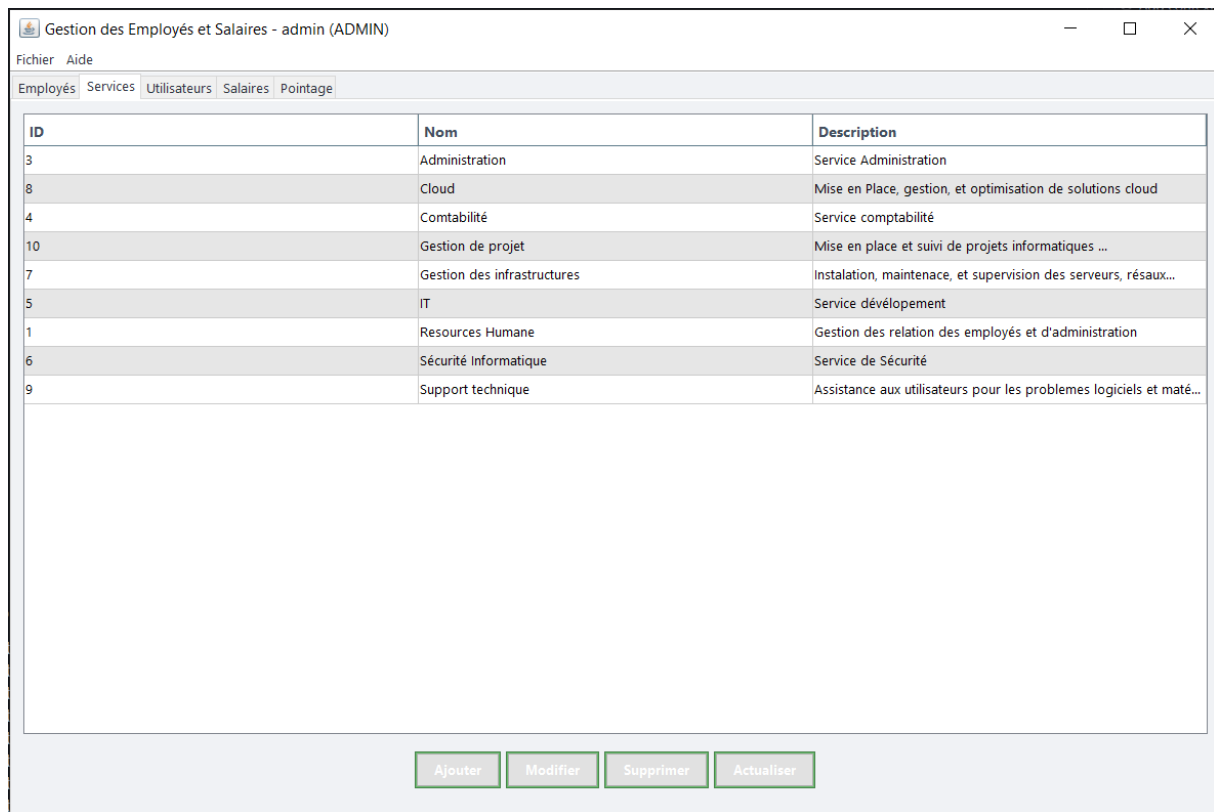 Gestion des Employés et Salaires - admin (ADMIN)
Fichier Aide
Employés Services Utilisateurs Salaires Pointage
ID Nom Description
3 Administration Service Administration
8 Cloud Mise en Place, gestion, et optimisation de solutions cloud
4 Comtabilité Service comptabilité
10 Gestion de projet Mise en place et suivi de projets informatiques ...
7 Gestion des infrastructures Instalation, maintenace, et supervision des serveurs, résaux...
5 IT Service dévélopement
1 Resources Humane Gestion des relation des employés et d'administration
6 Sécurité Informatique Service de Sécurité
9 Support technique Assistance aux utilisateurs pour les problemes logiciels et maté...
Ajouter Modifier Supprimer Actualiser